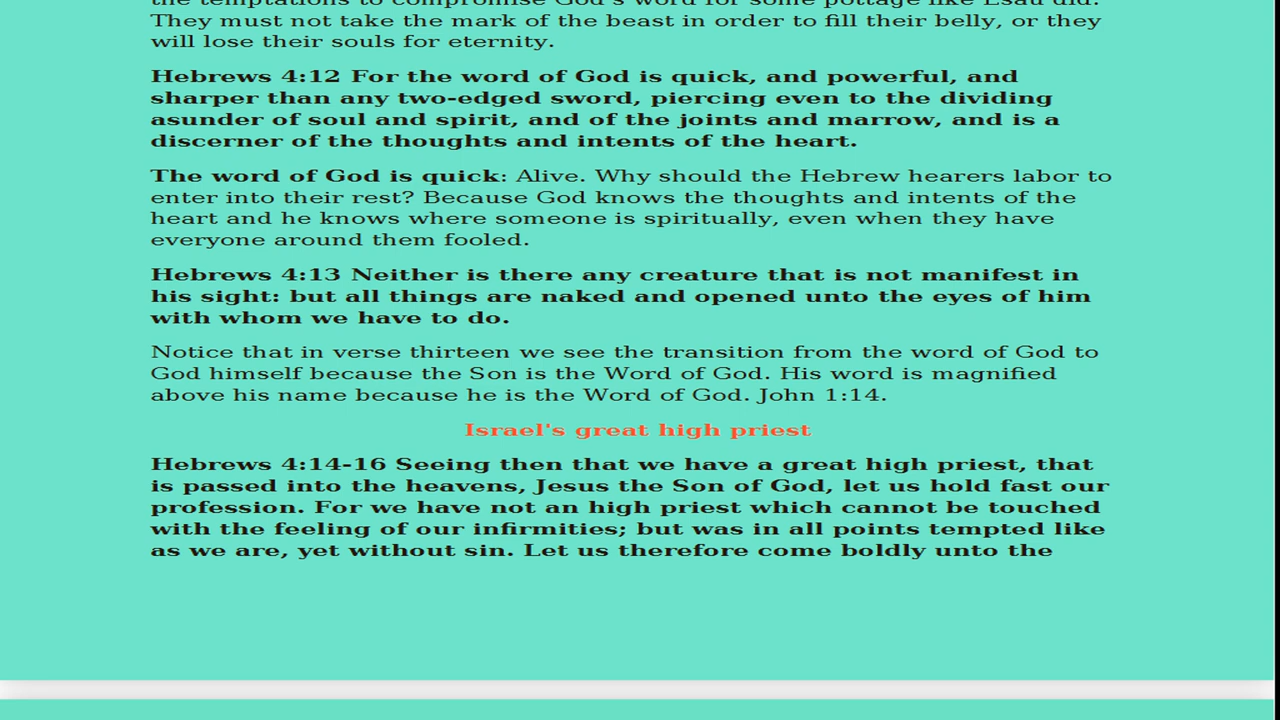 the temptations to compromise God's word for some pottage like Esau did.
They must not take the mark of the beast in order to fill their belly, or they
will lose their souls for eternity.
Hebrews 4:12 For the word of God is quick, and powerful, and
sharper than any two-edged sword, piercing even to the dividing
asunder of soul and spirit, and of the joints and marrow, and is a
discerner of the thoughts and intents of the heart.
The word of God is quick: Alive. Why should the Hebrew hearers labor to
enter into their rest? Because God knows the thoughts and intents of the
heart and he knows where someone is spiritually, even when they have
everyone around them fooled.
Hebrews 4:13 Neither is there any creature that is not manifest in
his sight: but all things are naked and opened unto the eyes of him
with whom we have to do.
Notice that in verse thirteen we see the transition from the word of God to
God himself because the Son is the Word of God. His word is magnified
above his name because he is the Word of God. John 1:14.
Israel's great high priest
Hebrews 4:14-16 Seeing then that we have a great high priest, that
is passed into the heavens, Jesus the Son of God, let us hold fast our
profession. For we have not an high priest which cannot be touched
with the feeling of our infirmities; but was in all points tempted like
as we are, yet without sin. Let us therefore come boldly unto the